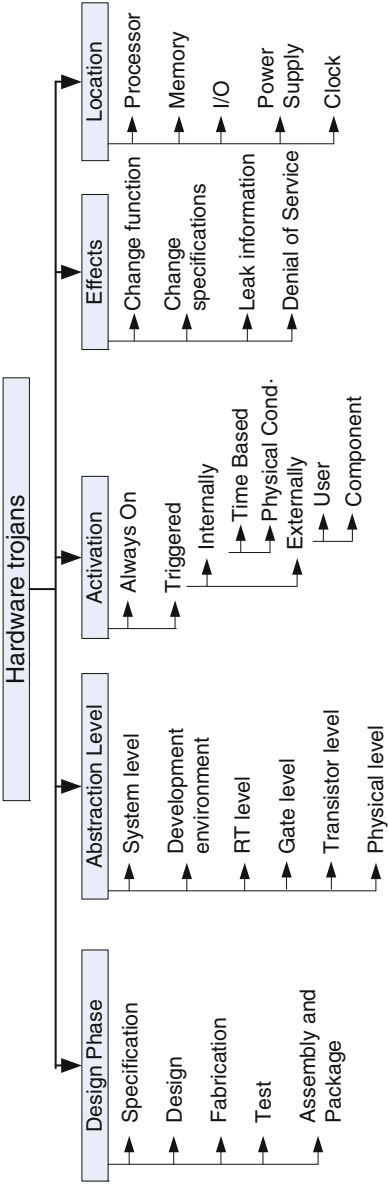 Hardware trojans
Design Phase
Specification
Design
Fabrication
Test
Assembly and
Package
Abstraction Level
System level
Development
environment
RT level
Gate level
Transistor level
Physical level
Activation
Always On
Triggered
Internally
Time Based
Physical Cond.
Externally
User
Component
Effects
Change function
Change
specifications
Leak information
Denial of Service
Location
Processor
Memory
I/O
Power
Supply
Clock